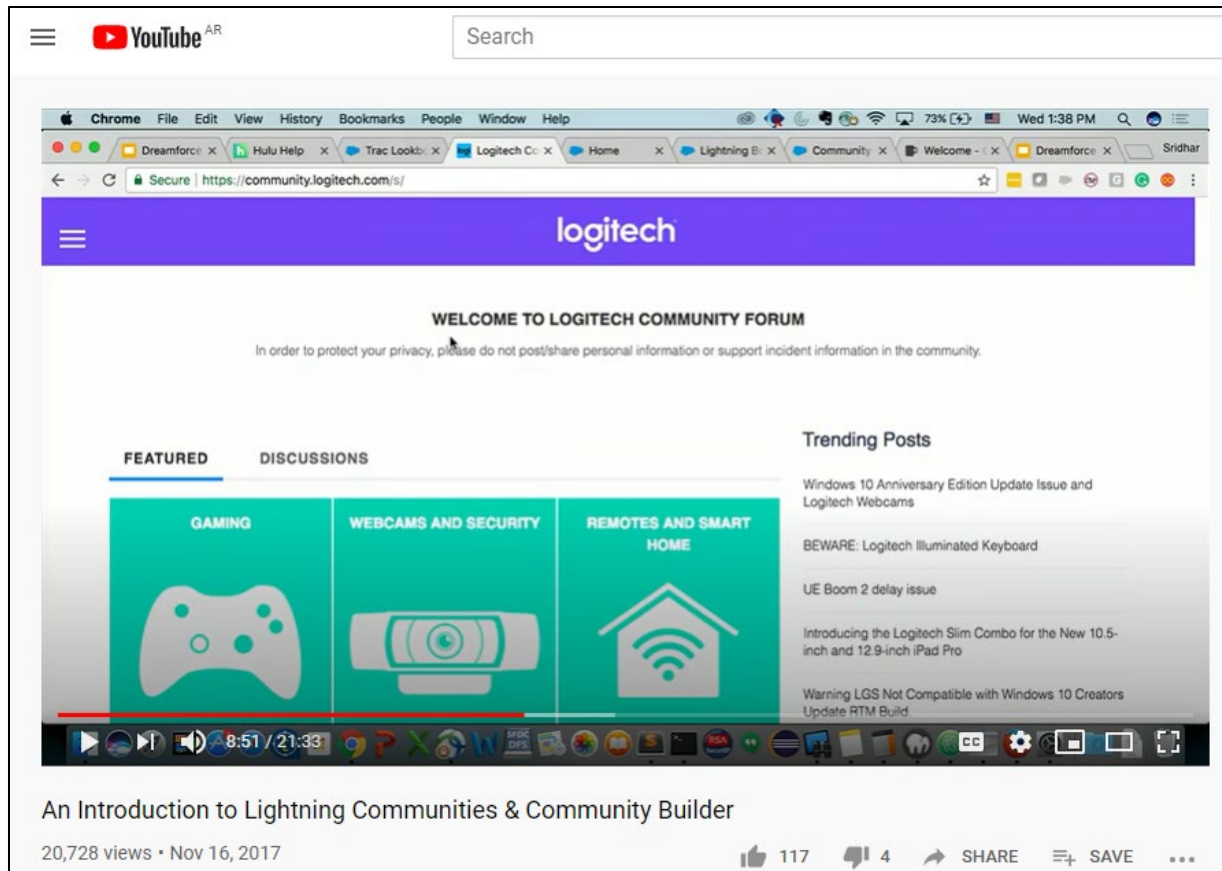 YouTube AR
Search
Chrome File Edit View History Bookmarks People Window Help 73% Wed 1:38 PM
Dreamforce Hulu Help Trac Lookb Logitech Co Home Lightning B Community Welcome - Dreamforce Sridhar
Secure | https://community.logitech.com/s/
logitech
WELCOME TO LOGITECH COMMUNITY FORUM
In order to protect your privacy, please do not post/share personal information or support incident information in the community.
FEATURED DISCUSSIONS
GAMING
WEBCAMS AND SECURITY
REMOTES AND SMART
HOME
Trending Posts
Windows 10 Anniversary Edition Update Issue and
Logitech Webcams
BEWARE: Logitech Illuminated Keyboard
UE Boom 2 delay issue
Introducing the Logitech Slim Combo for the New 10.5-
inch and 12.9-inch iPad Pro
Warning LGS Not Compatible with Windows 10 Creators
Update RTM Build
8:51 / 21:33 CC
An Introduction to Lightning Communities & Community Builder
20,728 views • Nov 16, 2017 117 4 SHARE SAVE